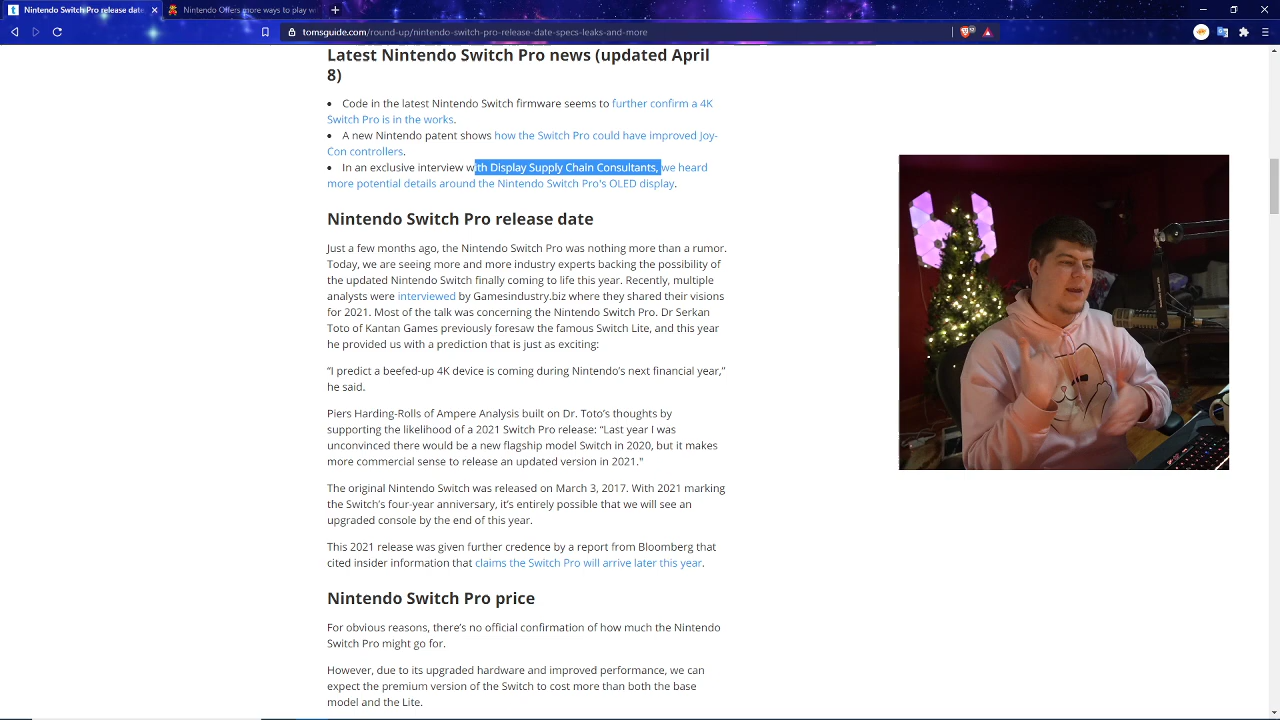 Nintendo Switch Pro release date
Nintendo Offers more ways to play wi
tomsguide.com/round-up/nintendo-switch-pro-release-date-specs-leaks-and-more
Latest Nintendo Switch Pro news (updated April
8)
• Code in the latest Nintendo Switch firmware seems to further confirm a 4K
Switch Pro is in the works.
• A new Nintendo patent shows how the Switch Pro could have improved Joy-
Con controllers.
• In an exclusive interview with Display Supply Chain Consultants, we heard
more potential details around the Nintendo Switch Pro's OLED display.
Nintendo Switch Pro release date
Just a few months ago, the Nintendo Switch Pro was nothing more than a rumor.
Today, we are seeing more and more industry experts backing the possibility of
the updated Nintendo Switch finally coming to life this year. Recently, multiple
analysts were interviewed by Gamesindustry.biz where they shared their visions
for 2021. Most of the talk was concerning the Nintendo Switch Pro. Dr Serkan
Toto of Kantan Games previously foresaw the famous Switch Lite, and this year
he provided us with a prediction that is just as exciting:
“I predict a beefed-up 4K device is coming during Nintendo’s next financial year,”
he said.
Piers Harding-Rolls of Ampere Analysis built on Dr. Toto’s thoughts by
supporting the likelihood of a 2021 Switch Pro release: “Last year I was
unconvinced there would be a new flagship model Switch in 2020, but it makes
more commercial sense to release an updated version in 2021."
The original Nintendo Switch was released on March 3, 2017. With 2021 marking
the Switch’s four-year anniversary, it’s entirely possible that we will see an
upgraded console by the end of this year.
This 2021 release was given further credence by a report from Bloomberg that
cited insider information that claims the Switch Pro will arrive later this year.
Nintendo Switch Pro price
For obvious reasons, there’s no official confirmation of how much the Nintendo
Switch Pro might go for.
However, due to its upgraded hardware and improved performance, we can
expect the premium version of the Switch to cost more than both the base
model and the Lite.